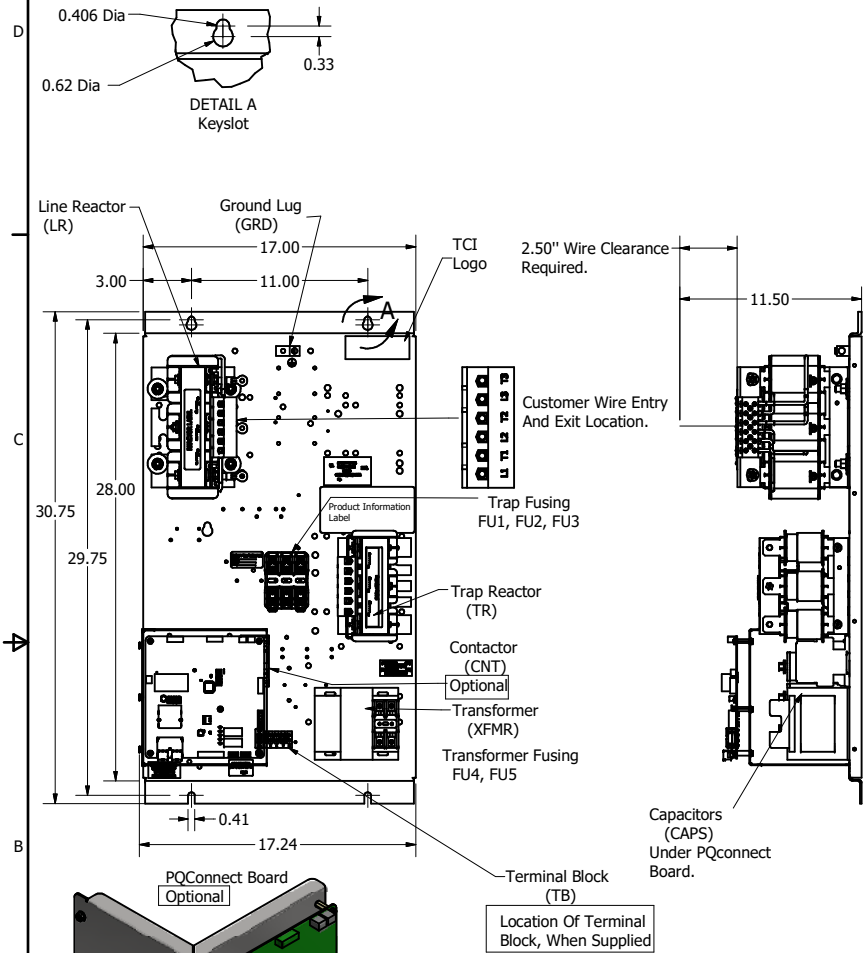 D
0.406 Dia
0.62 Dia
0.33
DETAIL A
Keyslot
Line Reactor
(LR)
Ground Lug
(GRD)
17.00
TCI
Logo
2.50" Wire Clearance
Required.
3.00
11.00
11.50
A
C
T3
L3
T2
L2
T1
L1
Customer Wire Entry
And Exit Location.
30.75
28.00
29.75
Product Information
Label
Trap Fusing
FU1, FU2, FU3
Trap Reactor
(TR)
Contactor
(CNT)
Optional
Transformer
(XFMR)
Transformer Fusing
FU4, FU5
0.41
17.24
Capacitors
(CAPS)
Under PQconnect
Board.
B
PQConnect Board
Optional
Terminal Block
(TB)
Location Of Terminal
Block, When Supplied